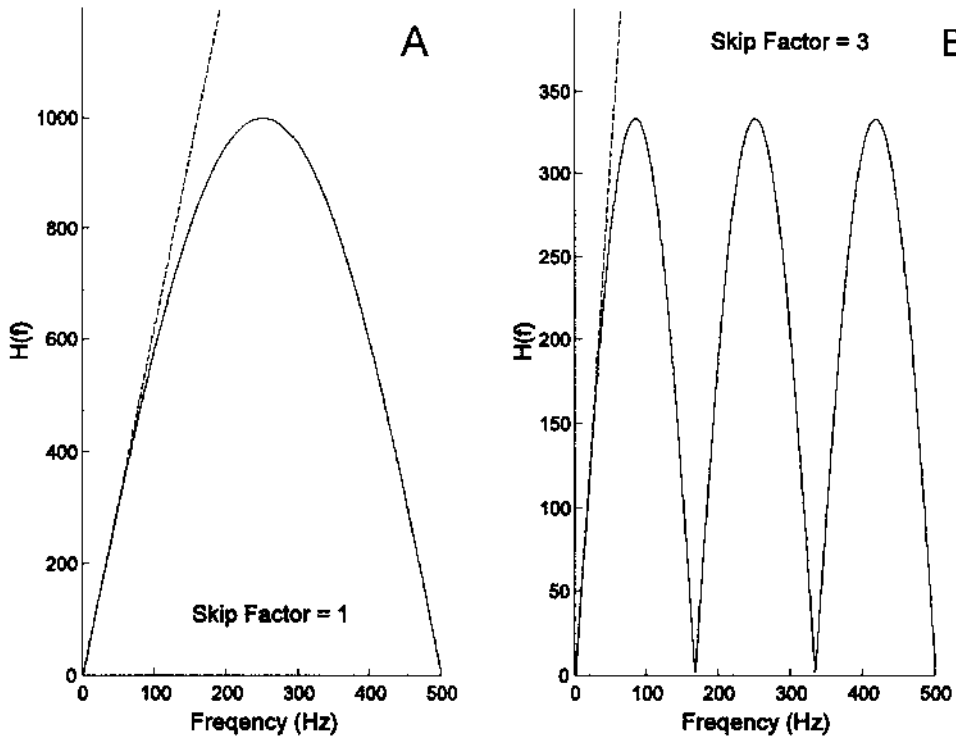 A
1000
800
600
400
200
0
H(f)
Skip Factor = 1
0 100 200 300 400 500
Freqency (Hz)
B
Skip Factor = 3
350
300
250
200
150
100
50
0
H(f)
0 100 200 300 400 500
Freqency (Hz)